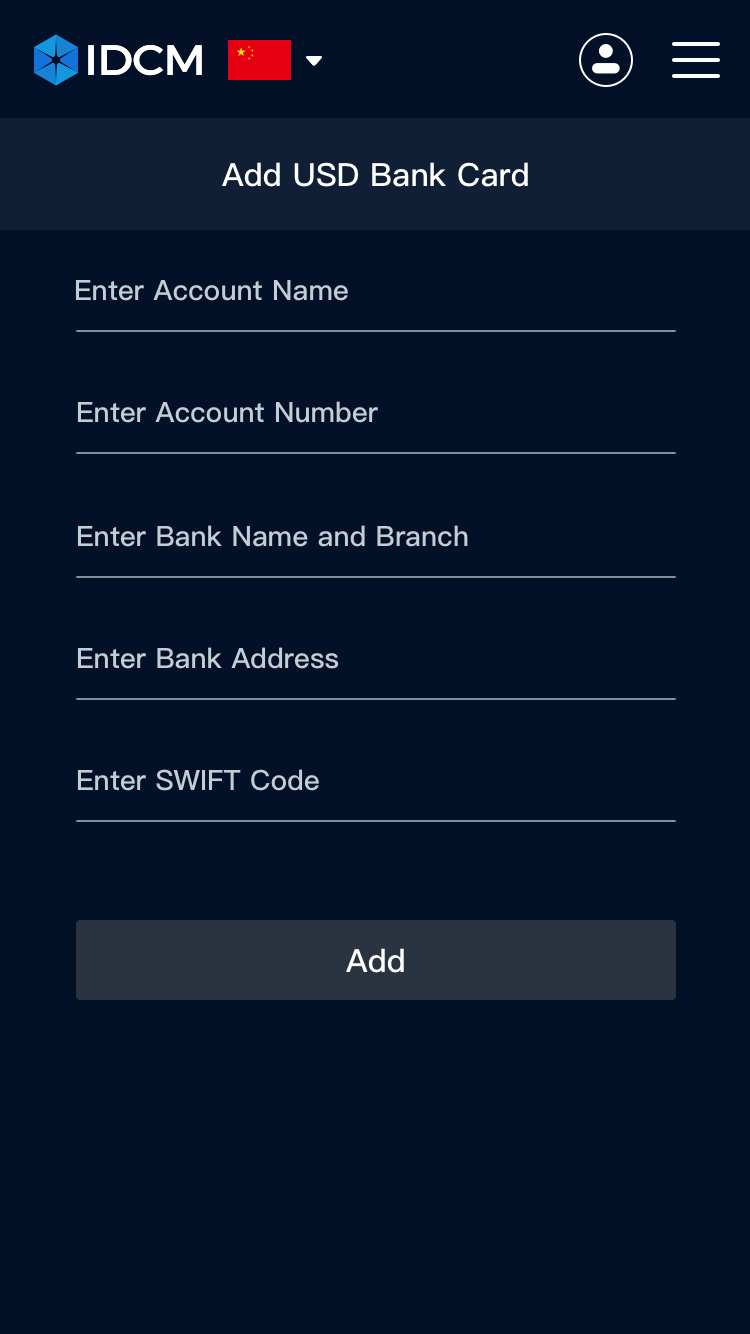 IDCM
Add USD Bank Card
Enter Account Name
Enter Account Number
Enter Bank Name and Branch
Enter Bank Address
Enter SWIFT Code
Add